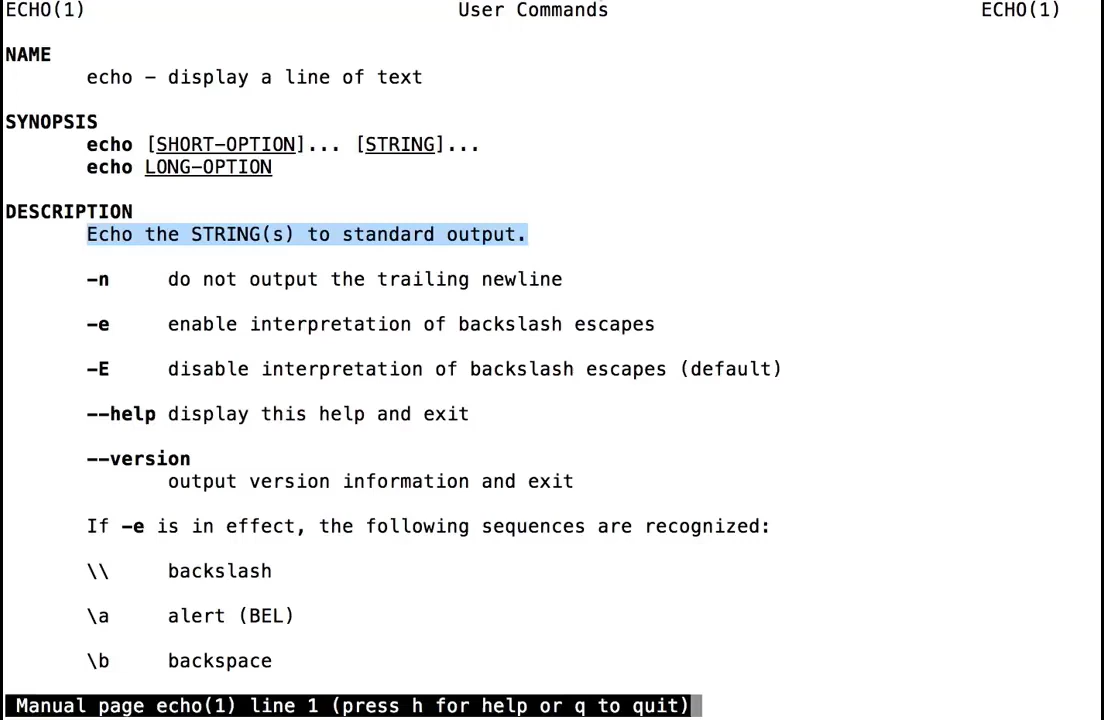 ECHO(1) User Commands ECHO(1)
NAME
echo – display a line of text
SYNOPSIS
echo [SHORT-OPTION]... [STRING]...
echo LONG-OPTION
DESCRIPTION
Echo the STRING(s) to standard output.
-n do not output the trailing newline
-e enable interpretation of backslash escapes
-E disable interpretation of backslash escapes (default)
--help display this help and exit
--version
output version information and exit
If -e is in effect, the following sequences are recognized:
\\ backslash
\a alert (BEL)
\b backspace
Manual page echo(1) line 1 (press h for help or q to quit)